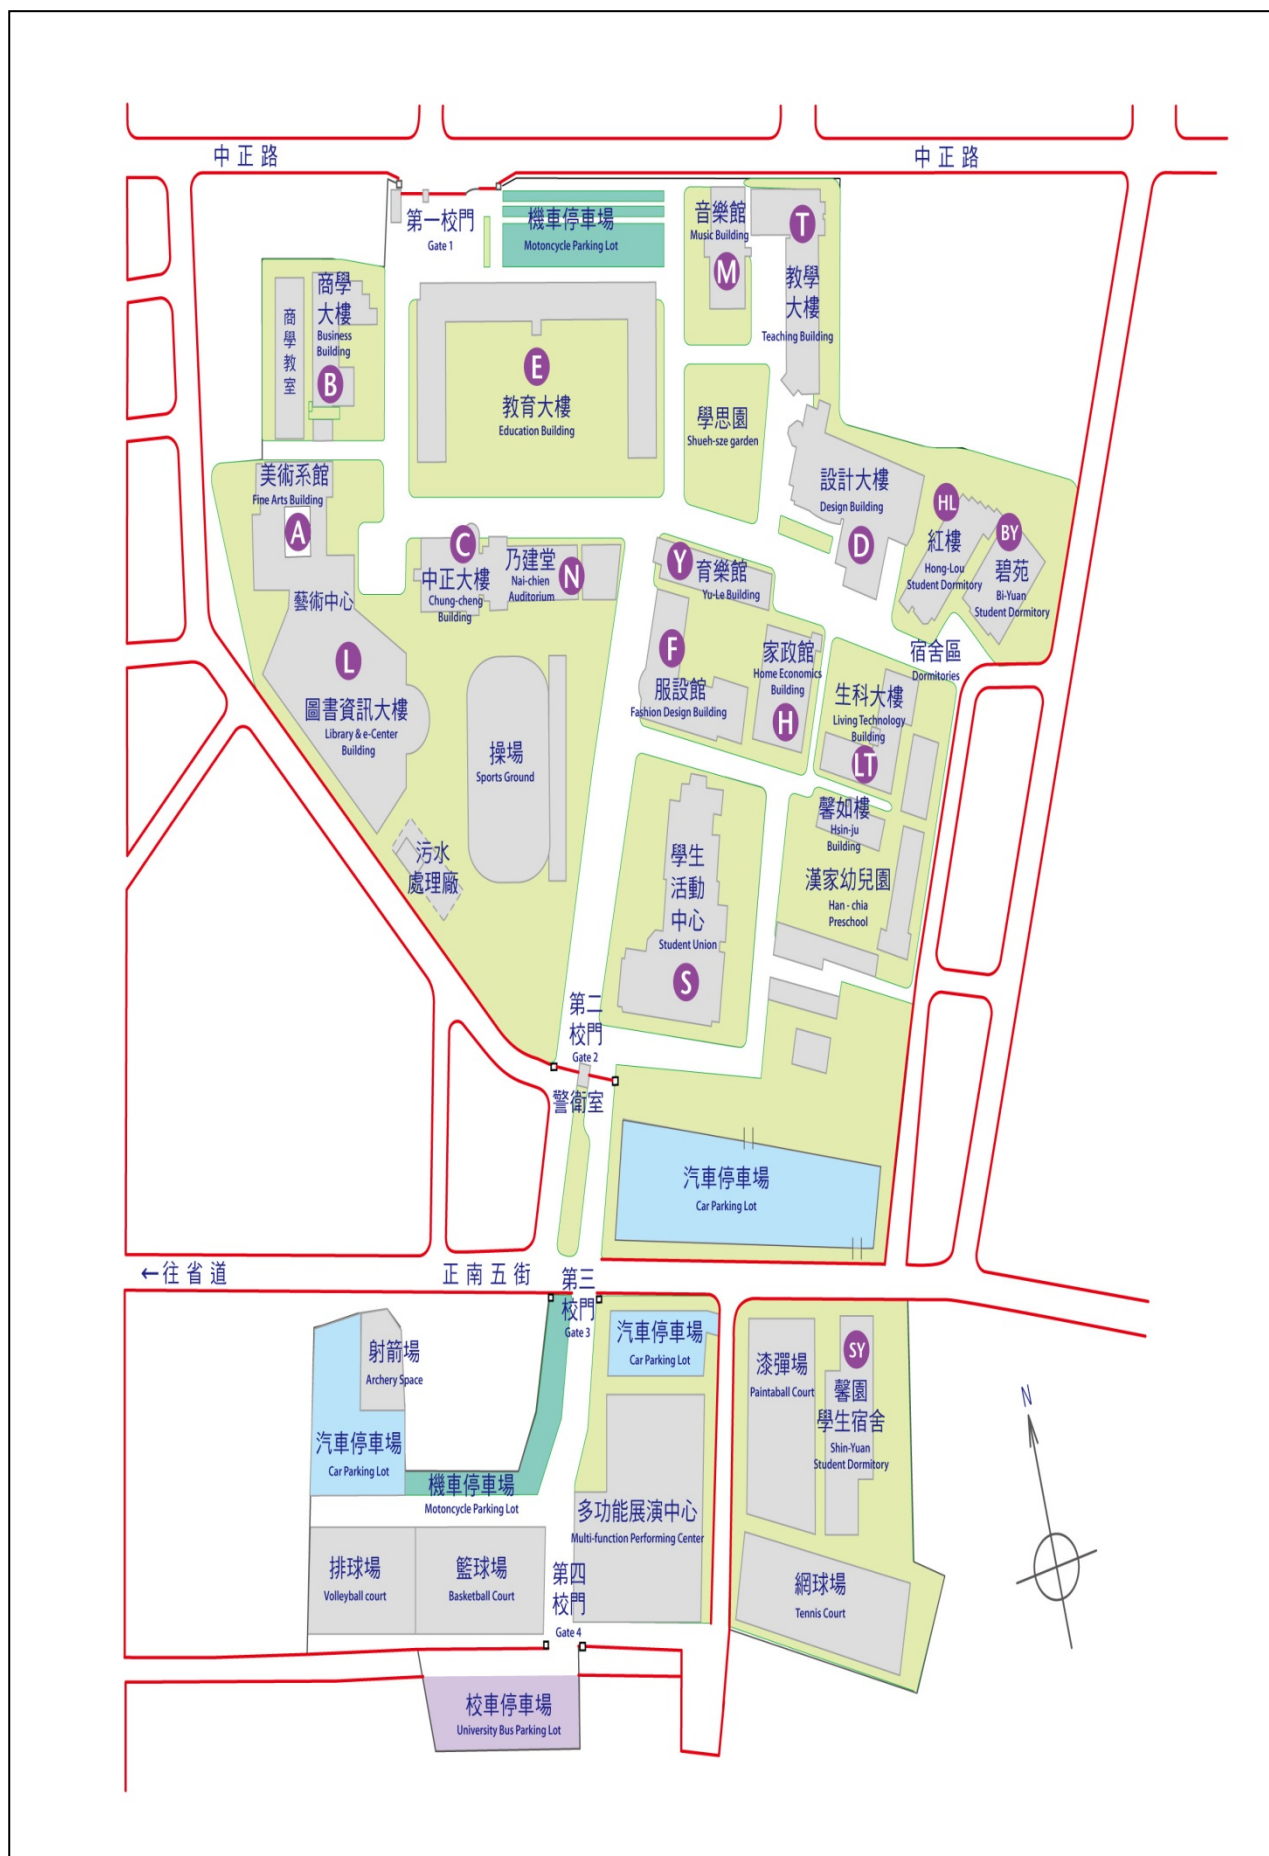 中正路
中正路
第一校門
Gate 1
機車停車場
Motoncycle Parking Lot
音樂館
Music Building
M
T
教學
大樓
Teaching Building
商學
大樓
Business
Building
B
商學教室
E
教育大樓
Education Building
學思園
Shueh-sze garden
美術系館
Fine Arts Building
A
設計大樓
Design Building
D
HL
紅樓
Hong-Lou
Student Dormitory
BY
碧苑
Bi-Yuan
Student Dormitory
C
中正大樓
Chung-cheng
Building
乃建堂
Nai-chien
Auditorium
N
Y
育樂館
Yu-Le Building
藝術中心
L
圖書資訊大樓
Library & e-Center
Building
F
服設館
Fashion Design Building
家政館
Home Economics
Building
H
宿舍區
Dormitories
生科大樓
Living Technology
Building
LT
操場
Sports Ground
馨如樓
Hsin-ju
Building
污水
處理廠
學生
活動
中心
Student Union
S
漢家幼兒園
Han - chia
Preschool
第二
校門
Gate 2
警衛室
汽車停車場
Car Parking Lot
←往省道
正南五街
第三
校門
Gate 3
射箭場
Archery Space
汽車停車場
Car Parking Lot
漆彈場
Paintaball Court
SY
馨園
學生宿舍
Shin-Yuan
Student Dormitory
N
汽車停車場
Car Parking Lot
機車停車場
Motoncycle Parking Lot
多功能展演中心
Multi-function Performing Center
排球場
Volleyball court
籃球場
Basketball Court
第四
校門
Gate 4
網球場
Tennis Court
校車停車場
University Bus Parking Lot